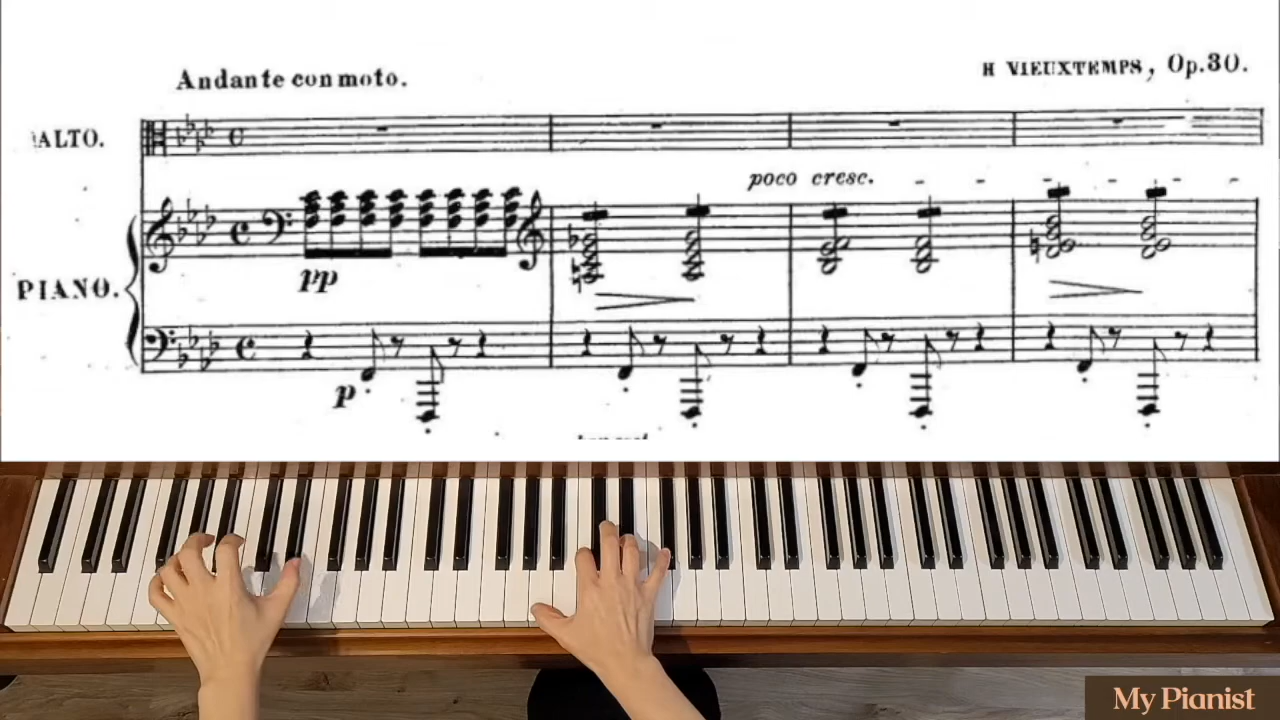 Andante con moto.
H VIEUXTEMPS, Op.30.
ALTO.
poco cresc.
pp
PIANO.
p
My Pianist